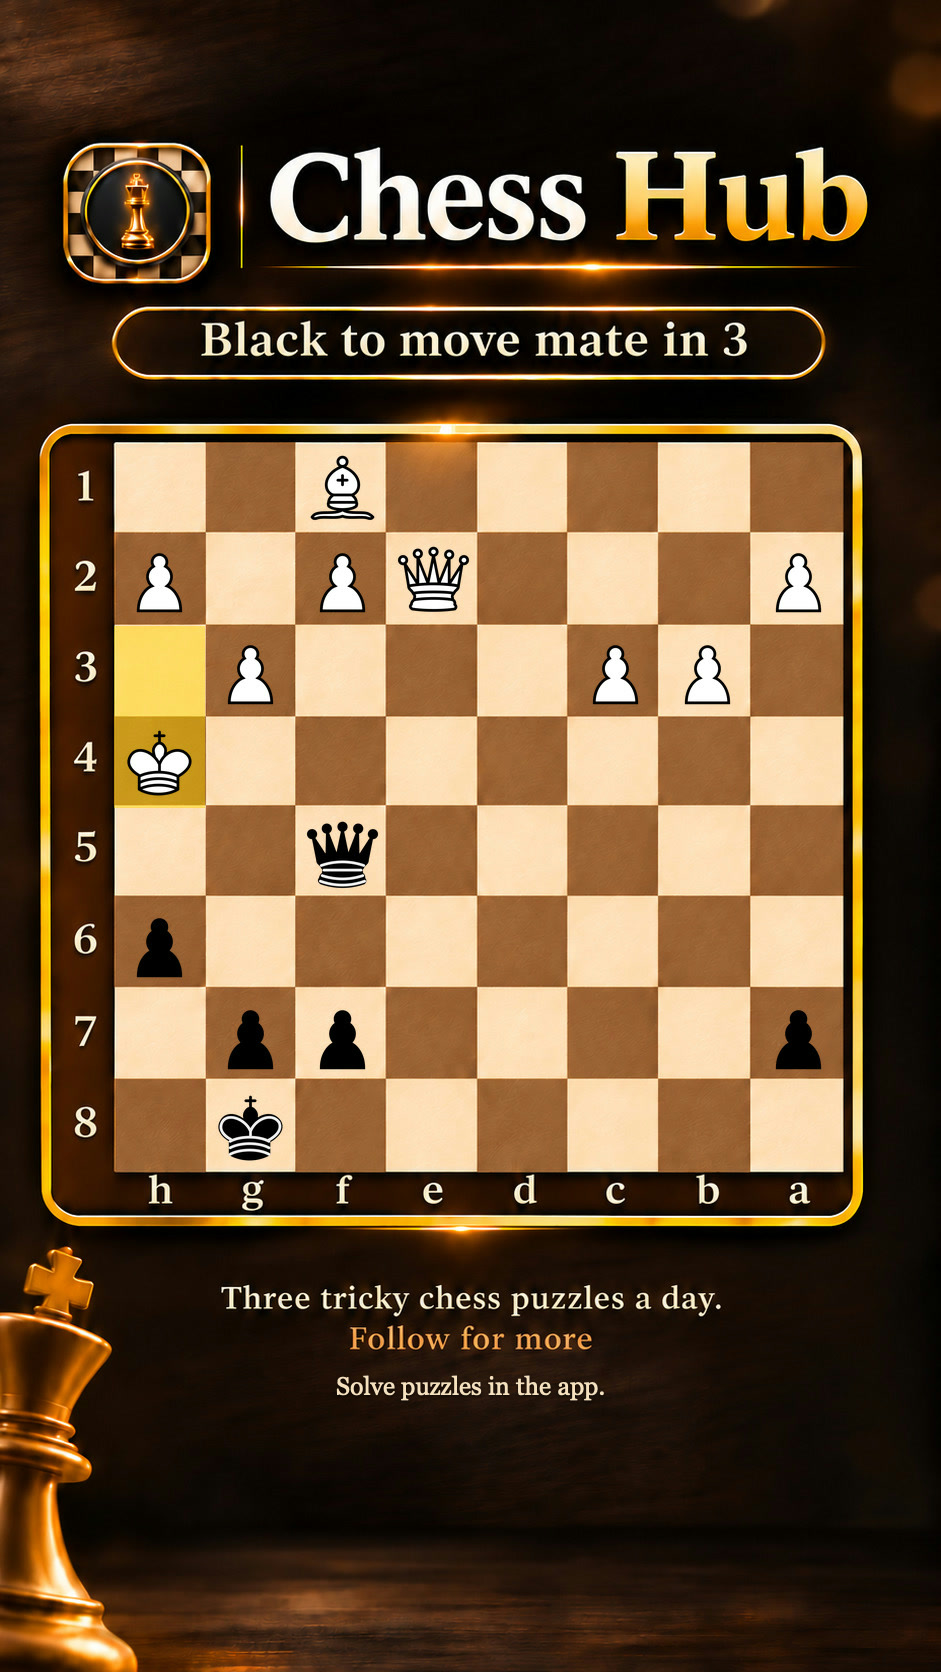 Chess Hub
Black to move mate in 3
1
2
3
4
5
6
7
8
h g f e d c b a
Three tricky chess puzzles a day.
Follow for more
Solve puzzles in the app.